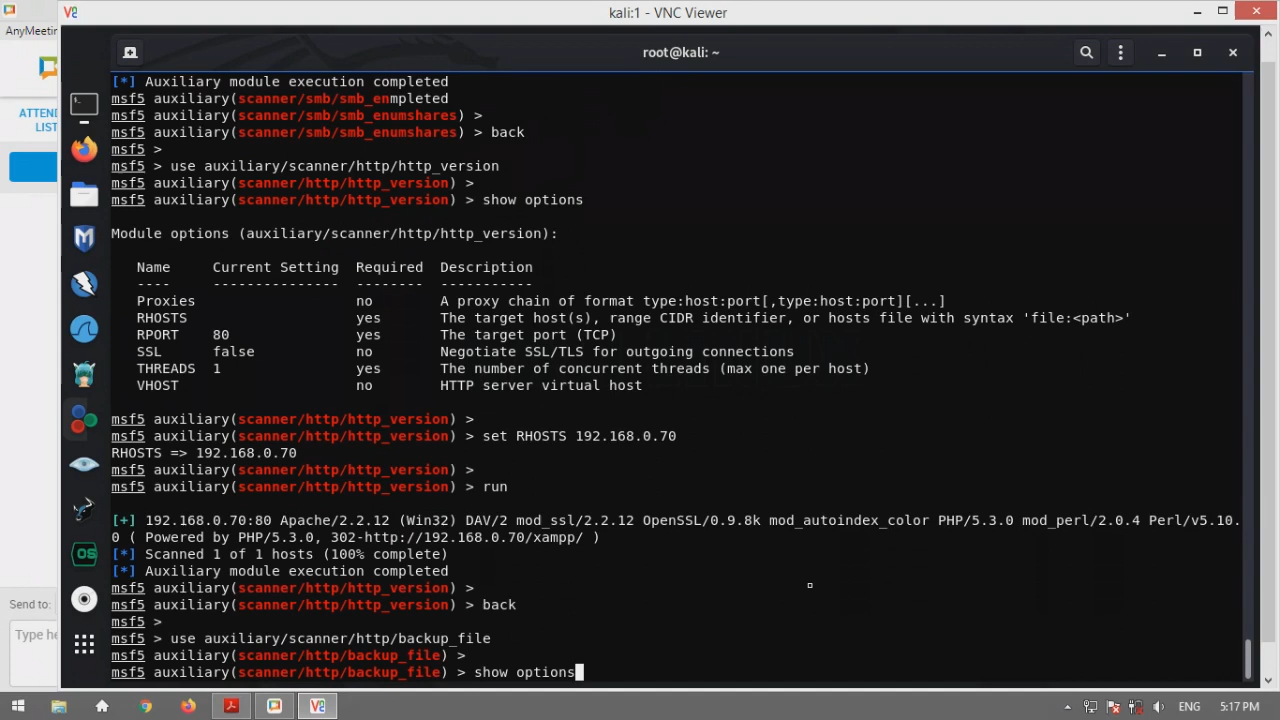 kali:1 - VNC Viewer
AnyMeetin
root@kali: ~
ATTEND
LIST
[*] Auxiliary module execution completed
msf5 auxiliary(scanner/smb/smb_enmpleted
msf5 auxiliary(scanner/smb/smb_enumshares) >
msf5 auxiliary(scanner/smb/smb_enumshares) > back
msf5 >
msf5 > use auxiliary/scanner/http/http_version
msf5 auxiliary(scanner/http/http_version) >
msf5 auxiliary(scanner/http/http_version) > show options
Module options (auxiliary/scanner/http/http_version):
Name Current Setting Required Description
---- --------------- -------- -----------
Proxies no A proxy chain of format type:host:port[,type:host:port][...]
RHOSTS yes The target host(s), range CIDR identifier, or hosts file with syntax 'file:<path>'
RPORT 80 yes The target port (TCP)
SSL false no Negotiate SSL/TLS for outgoing connections
THREADS 1 yes The number of concurrent threads (max one per host)
VHOST no HTTP server virtual host
msf5 auxiliary(scanner/http/http_version) >
msf5 auxiliary(scanner/http/http_version) > set RHOSTS 192.168.0.70
RHOSTS => 192.168.0.70
msf5 auxiliary(scanner/http/http_version) >
msf5 auxiliary(scanner/http/http_version) > run
[+] 192.168.0.70:80 Apache/2.2.12 (Win32) DAV/2 mod_ssl/2.2.12 OpenSSL/0.9.8k mod_autoindex_color PHP/5.3.0 mod_perl/2.0.4 Perl/v5.10.
0 ( Powered by PHP/5.3.0, 302-http://192.168.0.70/xampp/ )
[*] Scanned 1 of 1 hosts (100% complete)
[*] Auxiliary module execution completed
msf5 auxiliary(scanner/http/http_version) >
msf5 auxiliary(scanner/http/http_version) > back
msf5 >
msf5 > use auxiliary/scanner/http/backup_file
msf5 auxiliary(scanner/http/backup_file) >
msf5 auxiliary(scanner/http/backup_file) > show options
Send to:
Type he
ENG
5:17 PM